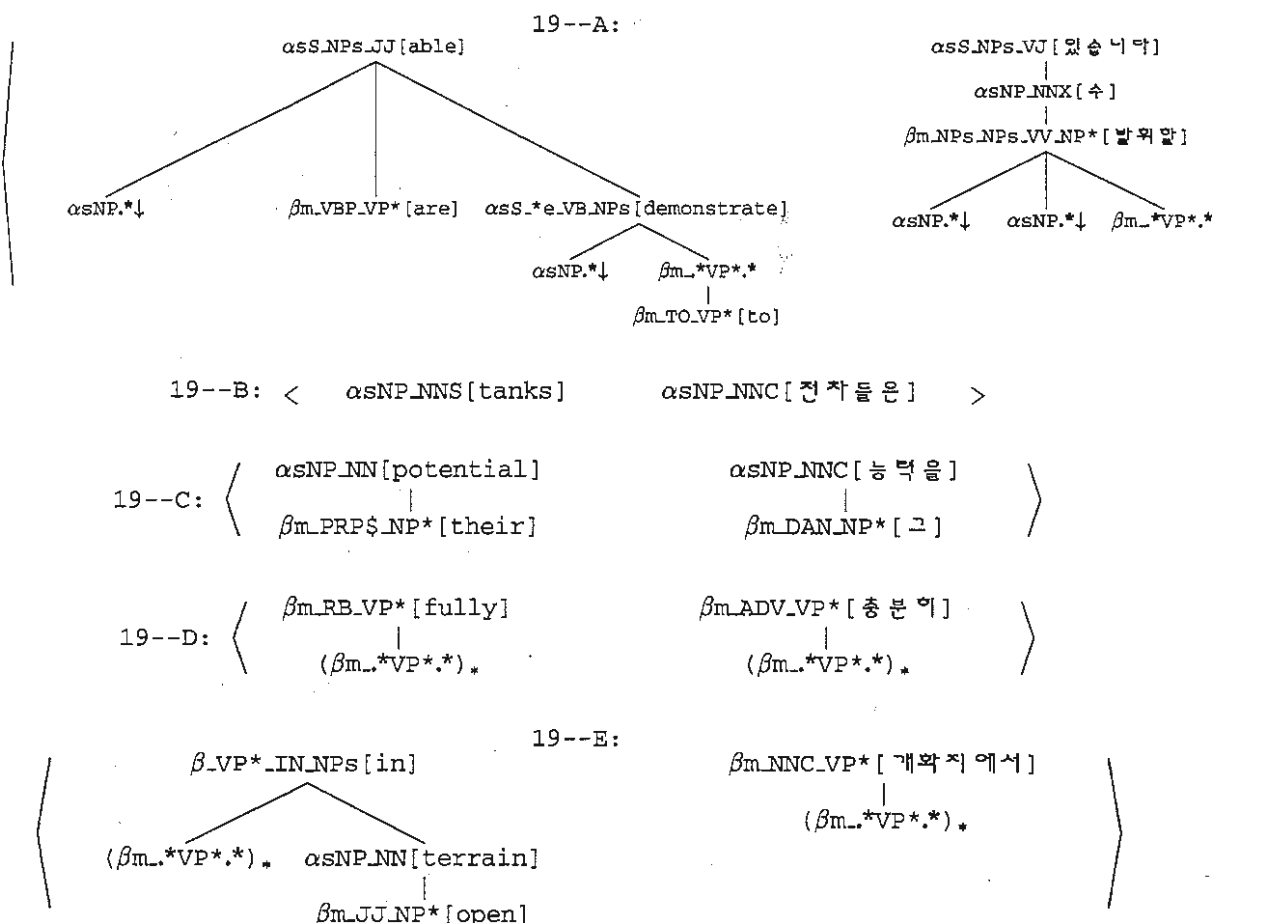 19--A:
αsS_NPs_JJ[able] αsS_NPs_VJ[있습니다]
αsNP_NNX[수]
βm_NPs_NPs_VV_NP*[발휘할]
αsNP.*↓ βm_VBP_VP*[are] αsS_*e_VB_NPs[demonstrate] αsNP.*↓ αsNP.*↓ βm_.*VP*.*
αsNP.*↓ βm_.*VP*.*
βm_TO_VP*[to]
19--B: < αsNP_NNS[tanks] αsNP_NNC[전차들은] >
αsNP_NN[potential] αsNP_NNC[능력을]
19--C:
βm_PRP$_NP*[their] βm_DAN_NP*[그]
βm_RB_VP*[fully] βm_ADV_VP*[충분히]
19--D:
(βm_.*VP*.*)* (βm_.*VP*.*)*
19--E:
β_VP*_IN_NPs[in] βm_NNC_VP*[개확지에서]
(βm_.*VP*.*)*
(βm_.*VP*.*)* αsNP_NN[terrain]
βm_JJ_NP*[open]